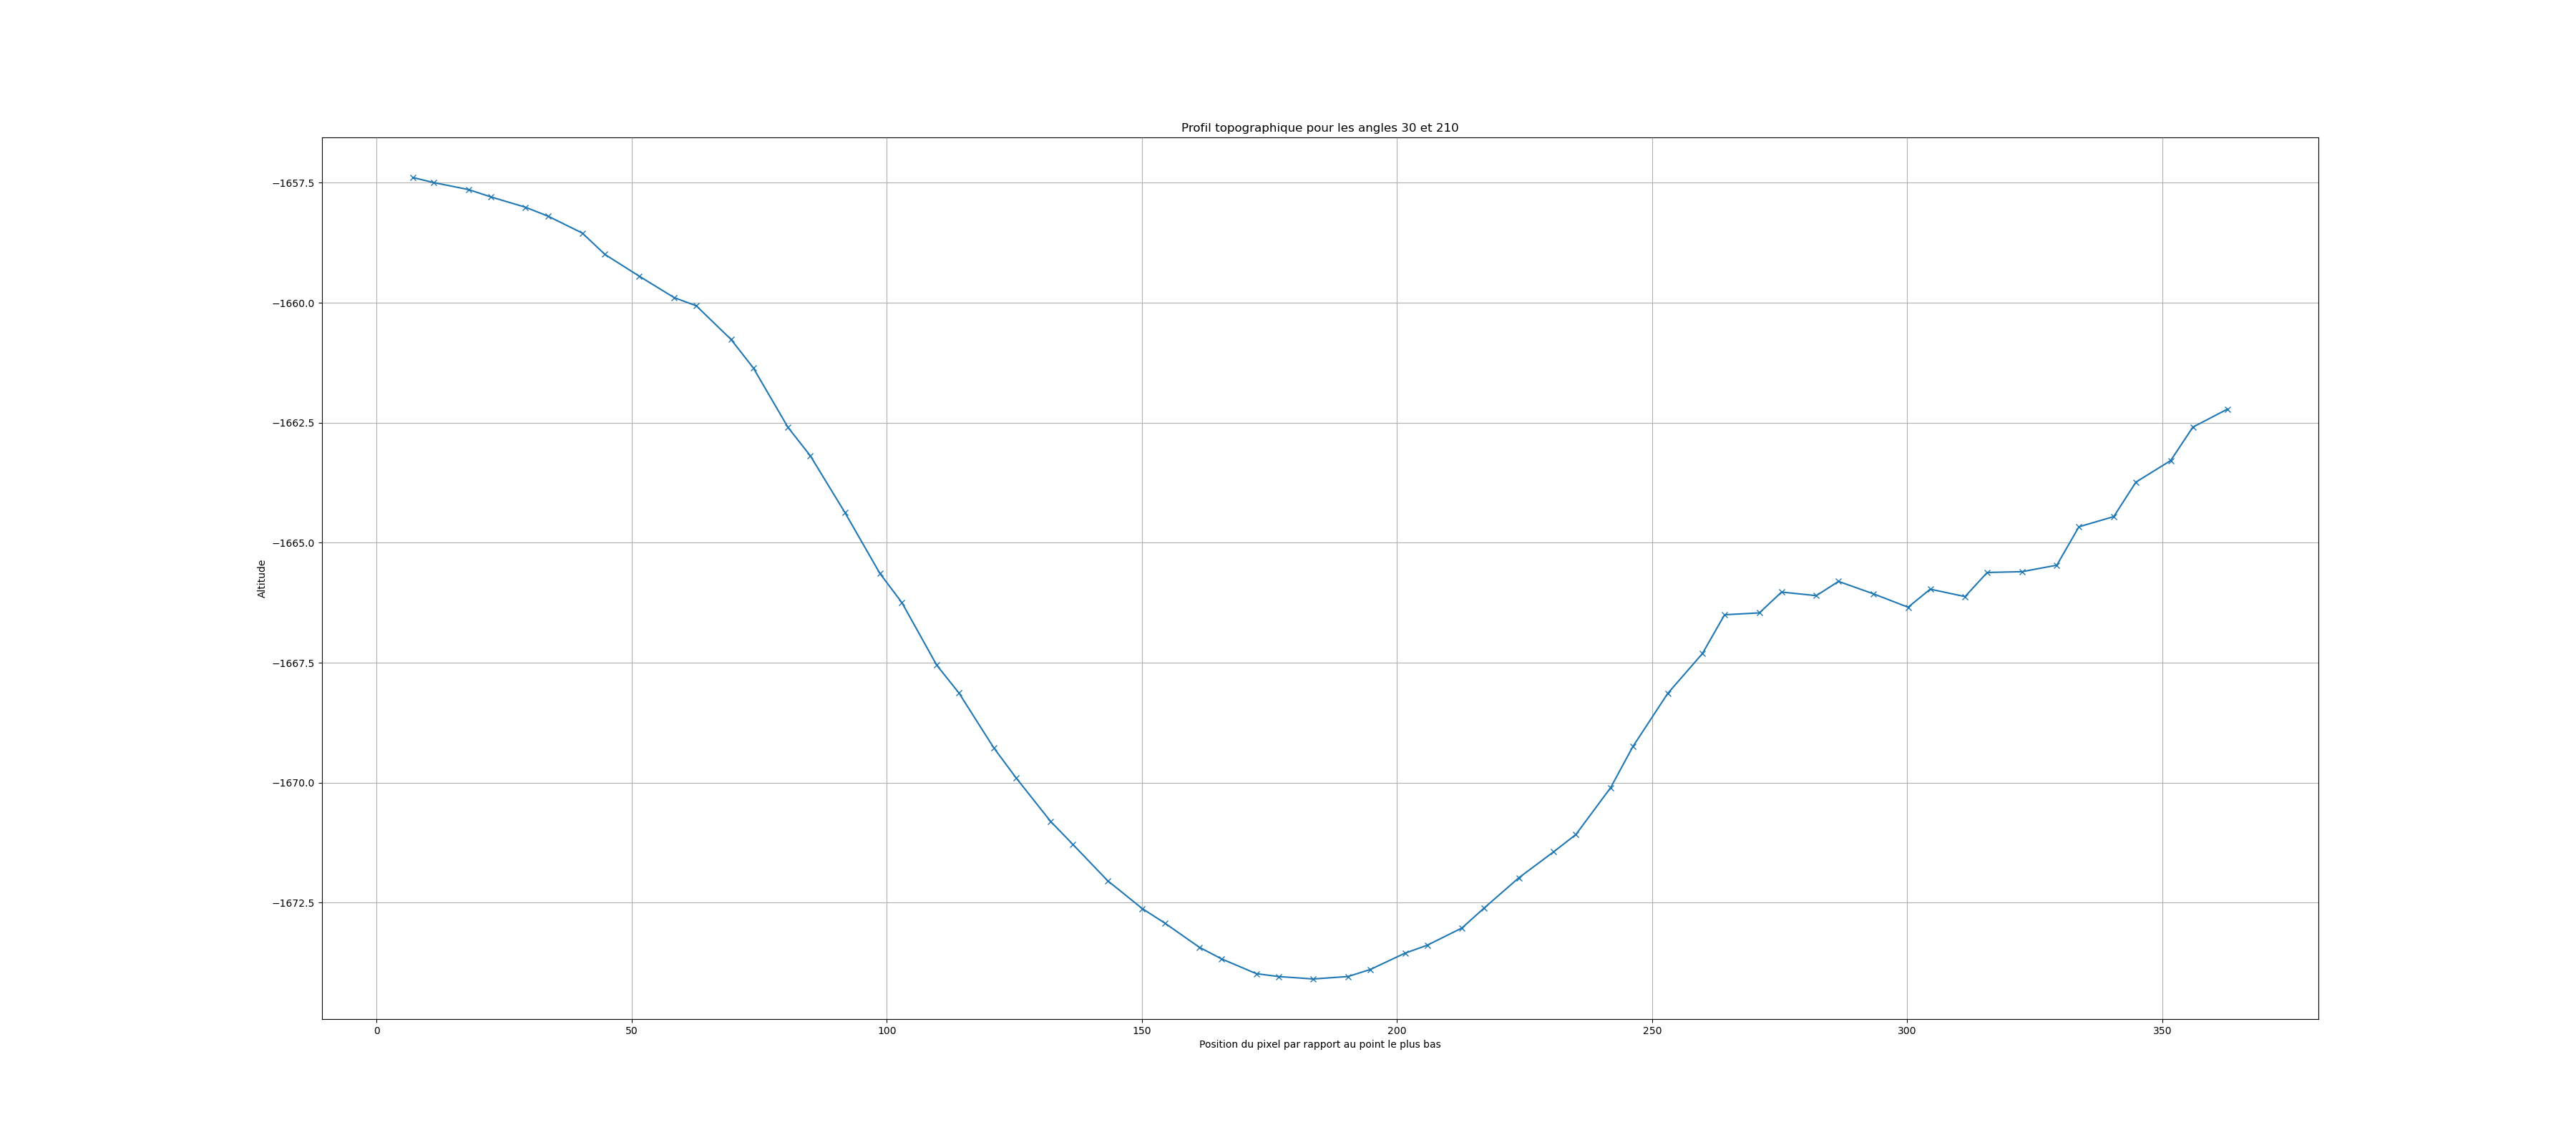 Profil topographique pour les angles 30 et 210
−1657.5
−1660.0
−1662.5
−1665.0
−1667.5
−1670.0
−1672.5
Altitude
0 50 100 150 200 250 300 350
Position du pixel par rapport au point le plus bas